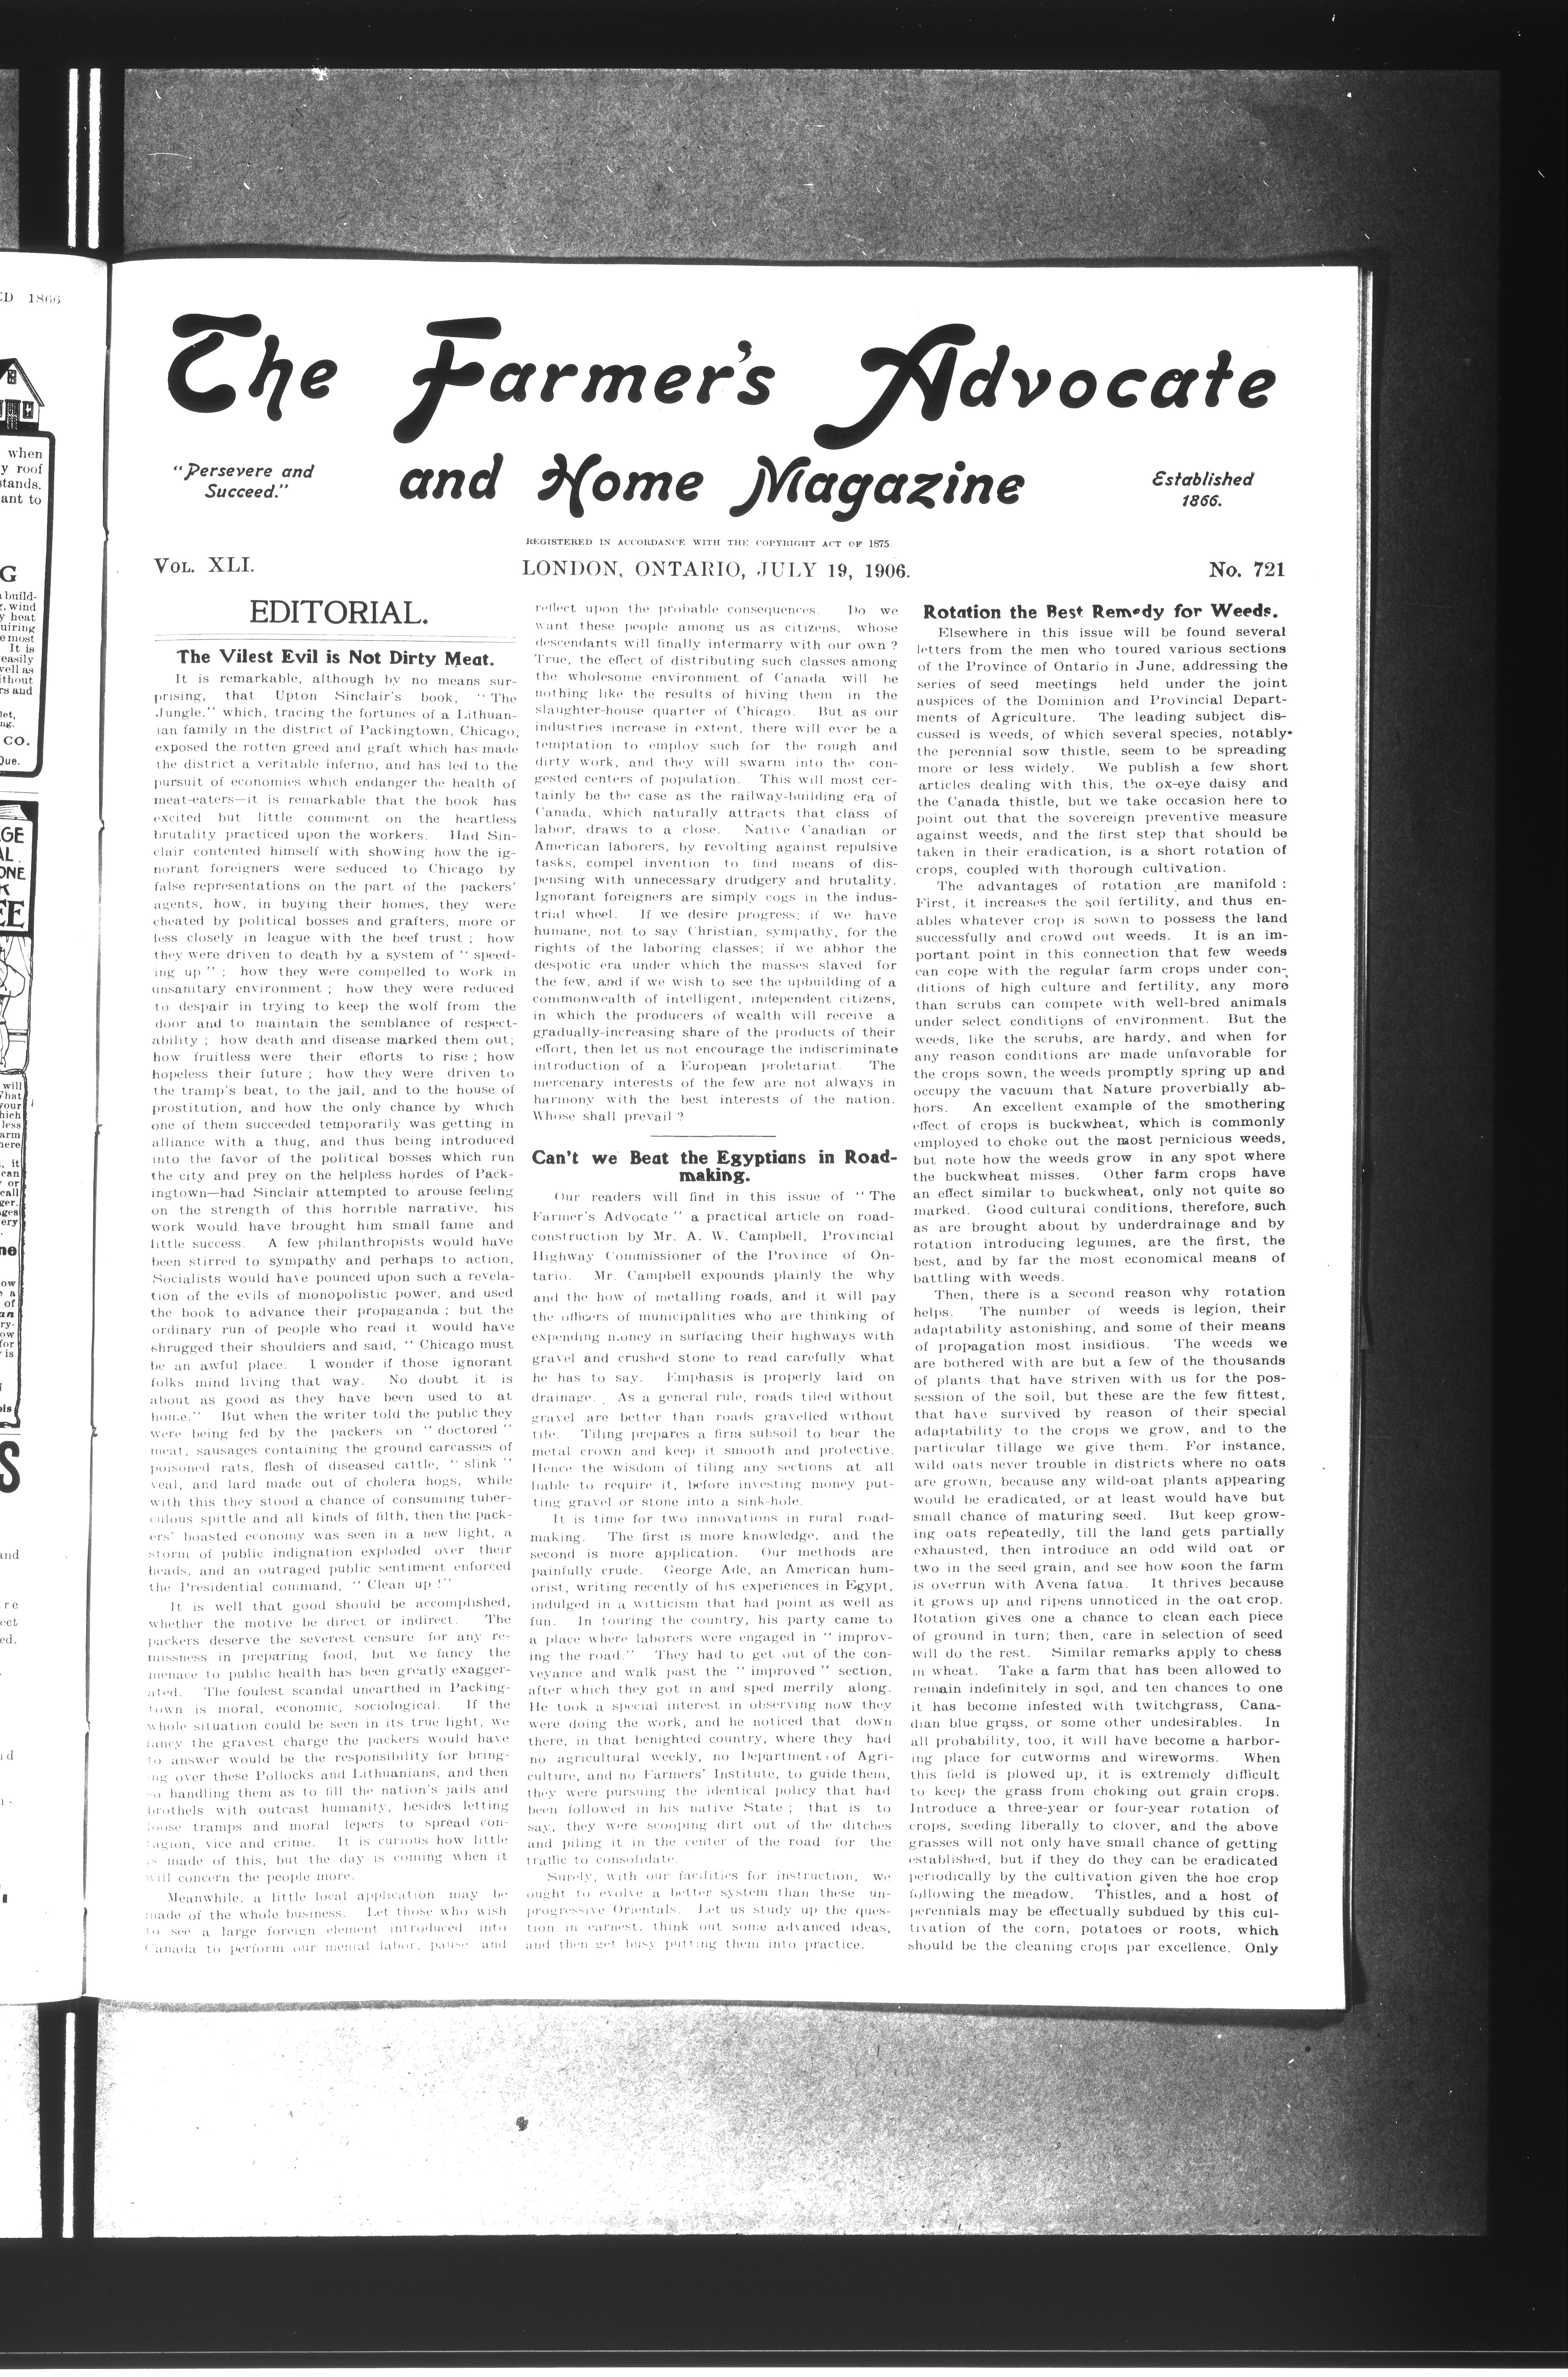 The Farmer's Advocate
"Persevere and
Succeed."
and Home Magazine
Established
1866.
REGISTERED IN ACCORDANCE WITH THE COPYRIGHT ACT OF 1875.
VOL. XLI.
LONDON, ONTARIO, JULY 19, 1906.
No. 721
EDITORIAL.
The Vilest Evil is Not Dirty Meat.
It is remarkable, although by no means sur-
prising, that Upton Sinclair's book, "The
Jungle," which, tracing the fortunes of a Lithuan-
ian family in the district of Packingtown, Chicago,
exposed the rotten greed and graft which has made
the district a veritable inferno, and has led to the
pursuit of economies which endanger the health of
meat-eaters—it is remarkable that the book has
excited but little comment on the heartless
brutality practiced upon the workers. Had Sin-
clair contented himself with showing how the ig-
norant foreigners were seduced to Chicago by
false representations on the part of the packers'
agents, how, in buying their homes, they were
cheated by political bosses and grafters, more or
less closely in league with the beef trust ; how
they were driven to death by a system of " speed-
ing up " ; how they were compelled to work in
unsanitary environment ; how they were reduced
to despair in trying to keep the wolf from the
door and to maintain the semblance of respect-
ability ; how death and disease marked them out;
how fruitless were their efforts to rise ; how
hopeless their future ; how they were driven to
the tramp's beat, to the jail, and to the house of
prostitution, and how the only chance by which
one of them succeeded temporarily was getting in
alliance with a thug, and thus being introduced
into the favor of the political bosses which run
the city and prey on the helpless hordes of Pack-
ingtown—had Sinclair attempted to arouse feeling
on the strength of this horrible narrative, his
work would have brought him small fame and
little success. A few philanthropists would have
been stirred to sympathy and perhaps to action,
Socialists would have pounced upon such a revela-
tion of the evils of monopolistic power, and used
the book to advance their propaganda ; but the
ordinary run of people who read it would have
shrugged their shoulders and said, " Chicago must
be an awful place. I wonder if those ignorant
folks mind living that way. No doubt it is
about as good as they have been used to at
home." But when the writer told the public they
were being fed by the packers on " doctored "
meat, sausages containing the ground carcasses of
poisoned rats, flesh of diseased cattle, " slink "
veal, and lard made out of cholera hogs, while
with this they stood a chance of consuming tuber-
culous spittle and all kinds of filth, then the pack-
ers' boasted economy was seen in a new light, a
storm of public indignation exploded over their
heads, and an outraged public sentiment enforced
the Presidential command, " Clean up !"
It is well that good should be accomplished,
whether the motive be direct or indirect. The
packers deserve the severest censure for any re-
missness in preparing food, but we fancy the
menace to public health has been greatly exagger-
ated. The foulest scandal unearthed in Packing-
town is moral, economic, sociological. If the
whole situation could be seen in its true light, we
fancy the gravest charge the packers would have
to answer would be the responsibility for bring-
ing over these Pollocks and Lithuanians, and then
so handling them as to fill the nation's jails and
brothels with outcast humanity, besides letting
loose tramps and moral lepers to spread con-
tagion, vice and crime. It is curious how little
is made of this, but the day is coming when it
will concern the people more.
Meanwhile, a little local application may be
made of the whole business. Let those who wish
to see a large foreign element introduced into
Canada to perform our menial labor, pause and
reflect upon the probable consequences. Do we
want these people among us as citizens, whose
descendants will finally intermarry with our own ?
True, the effect of distributing such classes among
the wholesome environment of Canada will be
nothing like the results of hiving them in the
slaughter-house quarter of Chicago. But as our
industries increase in extent, there will ever be a
temptation to employ such for the rough and
dirty work, and they will swarm into the con-
gested centers of population. This will most cer-
tainly be the case as the railway-building era of
Canada, which naturally attracts that class of
labor, draws to a close. Native Canadian or
American laborers, by revolting against repulsive
tasks, compel invention to find means of dis-
pensing with unnecessary drudgery and brutality.
Ignorant foreigners are simply cogs in the indus-
trial wheel. If we desire progress; if we have
humane, not to say Christian, sympathy, for the
rights of the laboring classes; if we abhor the
despotic era under which the masses slaved for
the few, and if we wish to see the upbuilding of a
commonwealth of intelligent, independent citizens,
in which the producers of wealth will receive a
gradually-increasing share of the products of their
effort, then let us not encourage the indiscriminate
introduction of a European proletariat. The
mercenary interests of the few are not always in
harmony with the best interests of the nation.
Whose shall prevail ?
Can't we Beat the Egyptians in Road-
making.
Our readers will find in this issue of " The
Farmer's Advocate " a practical article on road-
construction by Mr. A. W. Campbell, Provincial
Highway Commissioner of the Province of On-
tario. Mr. Campbell expounds plainly the why
and the how of metalling roads, and it will pay
the officers of municipalities who are thinking of
expending money in surfacing their highways with
gravel and crushed stone to read carefully what
he has to say. Emphasis is properly laid on
drainage. As a general rule, roads tiled without
gravel are better than roads gravelled without
tile. Tiling prepares a firm subsoil to bear the
metal crown and keep it smooth and protective.
Hence the wisdom of tiling any sections at all
liable to require it, before investing money put-
ting gravel or stone into a sink-hole.
It is time for two innovations in rural road-
making. The first is more knowledge, and the
second is more application. Our methods are
painfully crude. George Ade, an American hum-
orist, writing recently of his experiences in Egypt,
indulged in a witticism that had point as well as
fun. In touring the country, his party came to
a place where laborers were engaged in " improv-
ing the road." They had to get out of the con-
veyance and walk past the " improved " section,
after which they got in and sped merrily along.
He took a special interest in observing now they
were doing the work, and he noticed that down
there, in that benighted country, where they had
no agricultural weekly, no Department of Agri-
culture, and no Farmers' Institute, to guide them,
they were pursuing the identical policy that had
been followed in his native State ; that is to
say, they were scooping dirt out of the ditches
and piling it in the center of the road for the
traffic to consolidate.
Surely, with our facilities for instruction, we
ought to evolve a better system than these un-
progressive Orientals. Let us study up the ques-
tion in earnest, think out some advanced ideas,
and then get busy putting them into practice.
Rotation the Best Remedy for Weeds.
Elsewhere in this issue will be found several
letters from the men who toured various sections
of the Province of Ontario in June, addressing the
series of seed meetings held under the joint
auspices of the Dominion and Provincial Depart-
ments of Agriculture. The leading subject dis-
cussed is weeds, of which several species, notably
the perennial sow thistle, seem to be spreading
more or less widely. We publish a few short
articles dealing with this, the ox-eye daisy and
the Canada thistle, but we take occasion here to
point out that the sovereign preventive measure
against weeds, and the first step that should be
taken in their eradication, is a short rotation of
crops, coupled with thorough cultivation.
The advantages of rotation are manifold :
First, it increases the soil fertility, and thus en-
ables whatever crop is sown to possess the land
successfully and crowd out weeds. It is an im-
portant point in this connection that few weeds
can cope with the regular farm crops under con-
ditions of high culture and fertility, any more
than scrubs can compete with well-bred animals
under select conditions of environment. But the
weeds, like the scrubs, are hardy, and when for
any reason conditions are made unfavorable for
the crops sown, the weeds promptly spring up and
occupy the vacuum that Nature proverbially ab-
hors. An excellent example of the smothering
effect of crops is buckwheat, which is commonly
employed to choke out the most pernicious weeds,
but note how the weeds grow in any spot where
the buckwheat misses. Other farm crops have
an effect similar to buckwheat, only not quite so
marked. Good cultural conditions, therefore, such
as are brought about by underdrainage and by
rotation introducing legumes, are the first, the
best, and by far the most economical means of
battling with weeds.
Then, there is a second reason why rotation
helps. The number of weeds is legion, their
adaptability astonishing, and some of their means
of propagation most insidious. The weeds we
are bothered with are but a few of the thousands
of plants that have striven with us for the pos-
session of the soil, but these are the few fittest,
that have survived by reason of their special
adaptability to the crops we grow, and to the
particular tillage we give them. For instance,
wild oats never trouble in districts where no oats
are grown, because any wild-oat plants appearing
would be eradicated, or at least would have but
small chance of maturing seed. But keep grow-
ing oats repeatedly, till the land gets partially
exhausted, then introduce an odd wild oat or
two in the seed grain, and see how soon the farm
is overrun with Avena fatua. It thrives because
it grows up and ripens unnoticed in the oat crop.
Rotation gives one a chance to clean each piece
of ground in turn; then, care in selection of seed
will do the rest. Similar remarks apply to chess
in wheat. Take a farm that has been allowed to
remain indefinitely in sod, and ten chances to one
it has become infested with twitchgrass, Cana-
dian blue grass, or some other undesirables. In
all probability, too, it will have become a harbor-
ing place for cutworms and wireworms. When
this field is plowed up, it is extremely difficult
to keep the grass from choking out grain crops.
Introduce a three-year or four-year rotation of
crops, seeding liberally to clover, and the above
grasses will not only have small chance of getting
established, but if they do they can be eradicated
periodically by the cultivation given the hoe crop
following the meadow. Thistles, and a host of
perennials may be effectually subdued by this cul-
tivation of the corn, potatoes or roots, which
should be the cleaning crops par excellence. Only